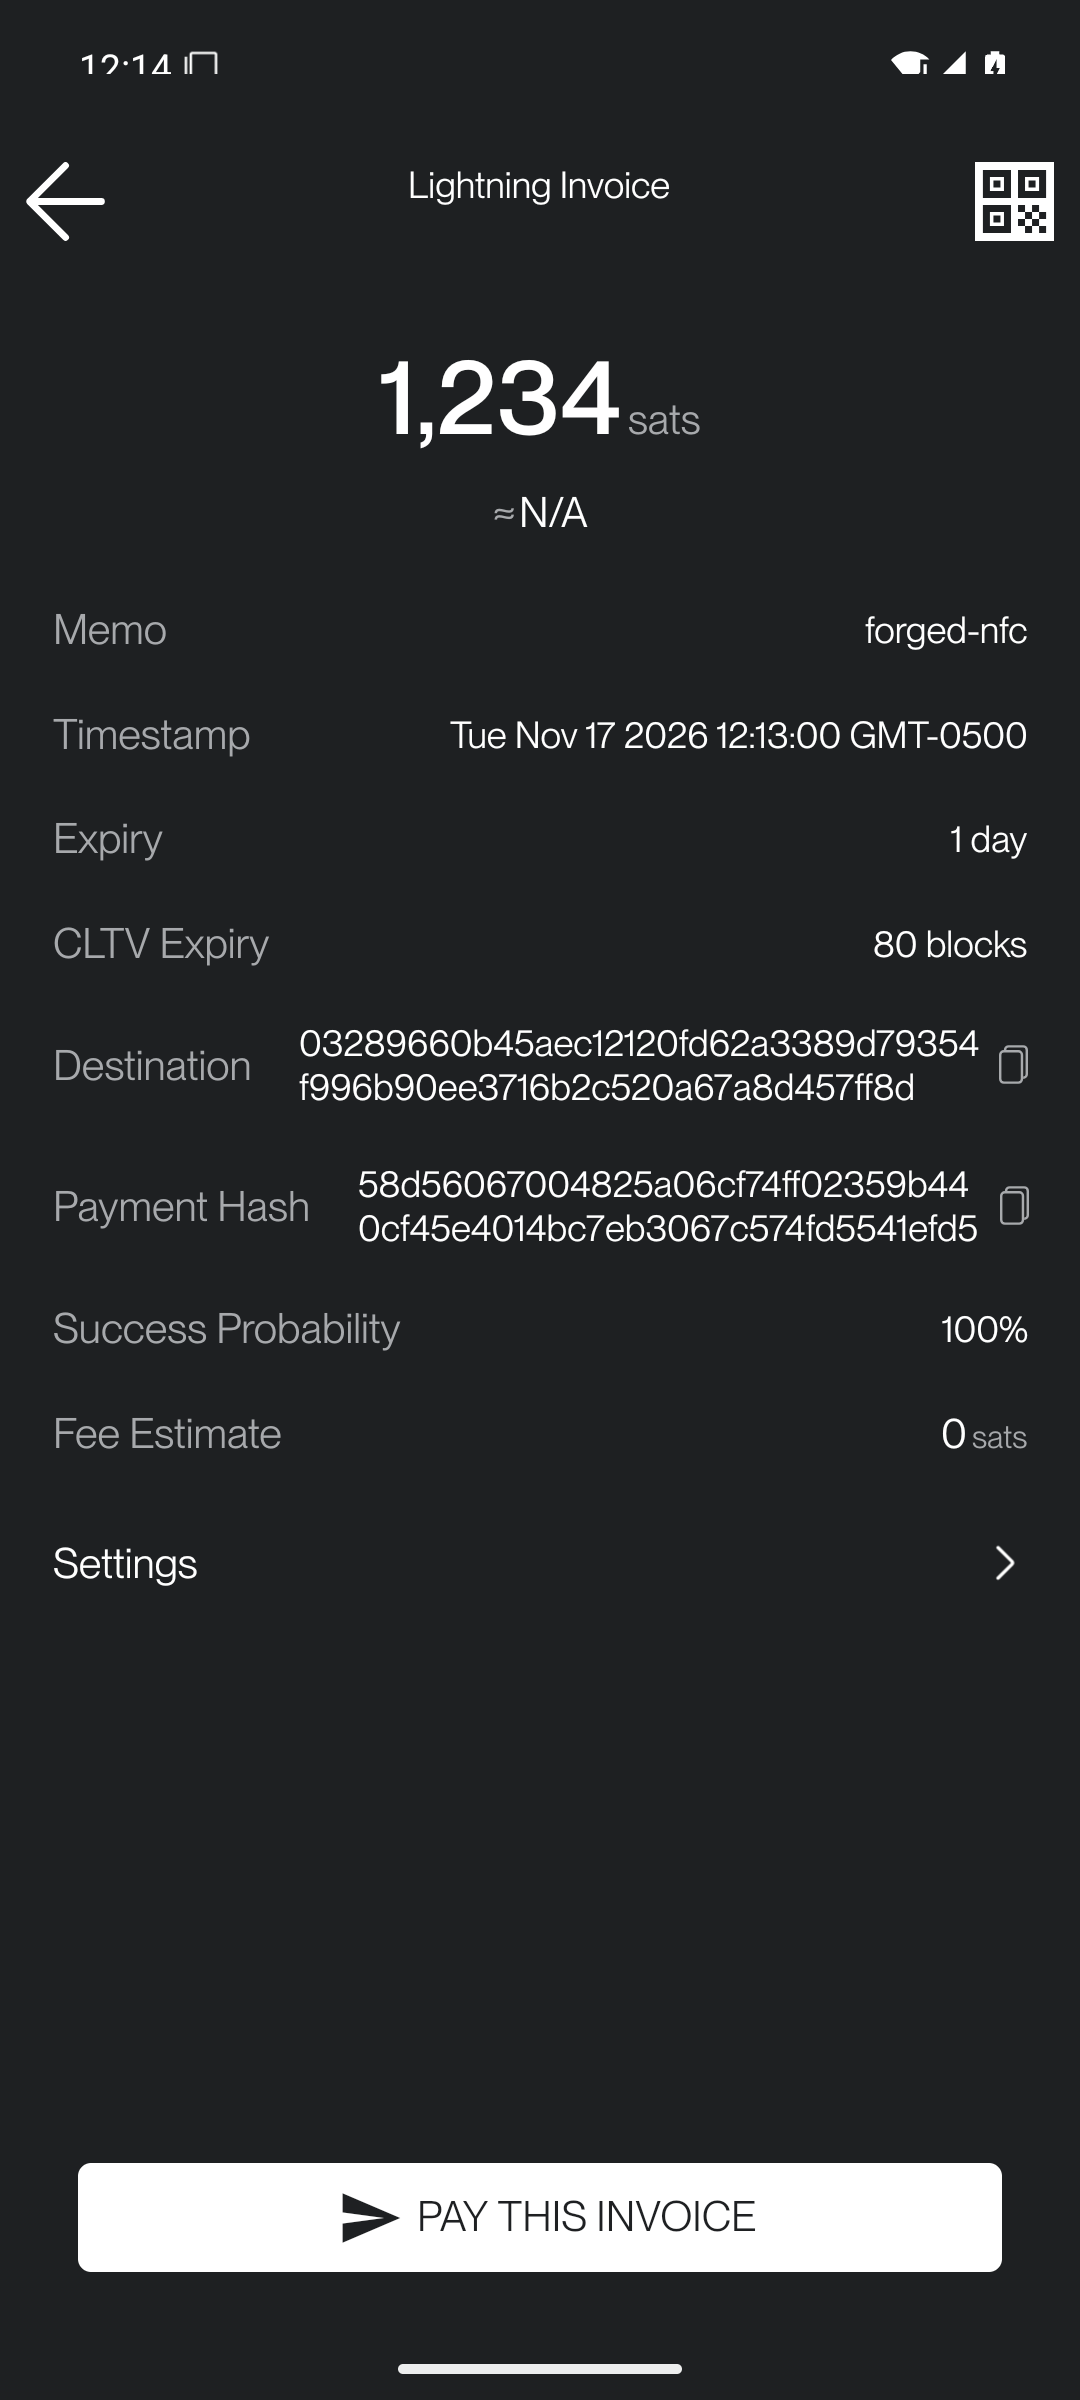 12:14
Lightning Invoice
1,234 sats
≈N/A
Memo forged-nfc
Timestamp Tue Nov 17 2026 12:13:00 GMT-0500
Expiry 1 day
CLTV Expiry 80 blocks
Destination 03289660b45aec12120fd62a3389d79354
f996b90ee3716b2c520a67a8d457ff8d
Payment Hash 58d56067004825a06cf74ff02359b44
0cf45e4014bc7eb3067c574fd5541efd5
Success Probability 100%
Fee Estimate 0 sats
Settings
PAY THIS INVOICE